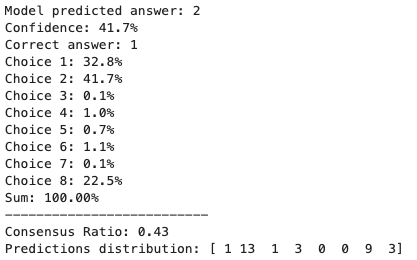 Model predicted answer: 2
Confidence: 41.7%
Correct answer: 1
Choice 1: 32.8%
Choice 2: 41.7%
Choice 3: 0.1%
Choice 4: 1.0%
Choice 5: 0.7%
Choice 6: 1.1%
Choice 7: 0.1%
Choice 8: 22.5%
Sum: 100.00%
--------------------------
Consensus Ratio: 0.43
Predictions distribution: [ 1 13  1  3  0  0  9  3]